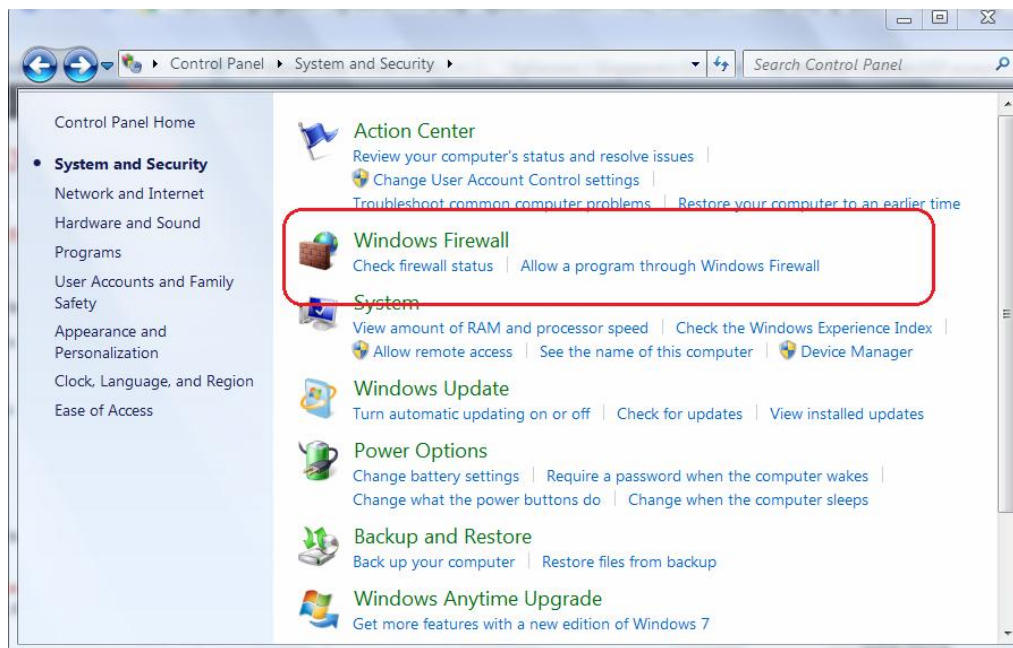 Control Panel ▸ System and Security ▸
Search Control Panel
Control Panel Home
System and Security
Network and Internet
Hardware and Sound
Programs
User Accounts and Family
Safety
Appearance and
Personalization
Clock, Language, and Region
Ease of Access
Action Center
Review your computer's status and resolve issues
Change User Account Control settings
Troubleshoot common computer problems | Restore your computer to an earlier time
Windows Firewall
Check firewall status | Allow a program through Windows Firewall
System
View amount of RAM and processor speed | Check the Windows Experience Index
Allow remote access | See the name of this computer | Device Manager
Windows Update
Turn automatic updating on or off | Check for updates | View installed updates
Power Options
Change battery settings | Require a password when the computer wakes
Change what the power buttons do | Change when the computer sleeps
Backup and Restore
Back up your computer | Restore files from backup
Windows Anytime Upgrade
Get more features with a new edition of Windows 7